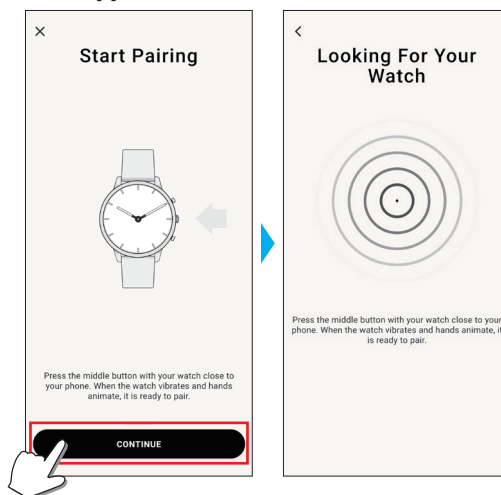 Start Pairing
Press the middle button with your watch close to
your phone. When the watch vibrates and hands
animate, it is ready to pair.
CONTINUE
Looking For Your
Watch
Press the middle button with your watch close to your
phone. When the watch vibrates and hands animate, it
is ready to pair.